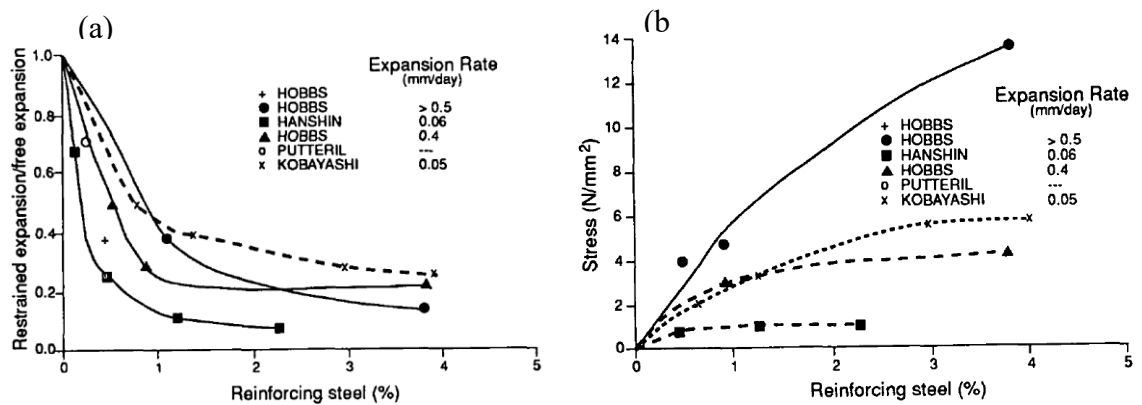 (a)
Restrained expansion/free expansion
1.0
0.8
0.6
0.4
0.2
0.0
0 1 2 3 4 5
Reinforcing steel (%)
Expansion Rate
(mm/day)
+ HOBBS
● HOBBS > 0.5
■ HANSHIN 0.06
▲ HOBBS 0.4
o PUTTERIL ---
x KOBAYASHI 0.05
(b
Stress (N/mm²)
14
12
10
8
6
4
2
0
0 1 2 3 4 5
Reinforcing steel (%)
Expansion Rate
(mm/day)
+ HOBBS
● HOBBS > 0.5
■ HANSHIN 0.06
▲ HOBBS 0.4
o PUTTERIL ---
x KOBAYASHI 0.05